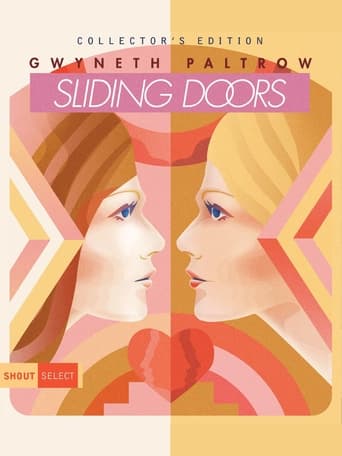 COLLECTOR'S EDITION
GWYNETH PALTROW
SLIDING DOORS
SHOUT SELECT